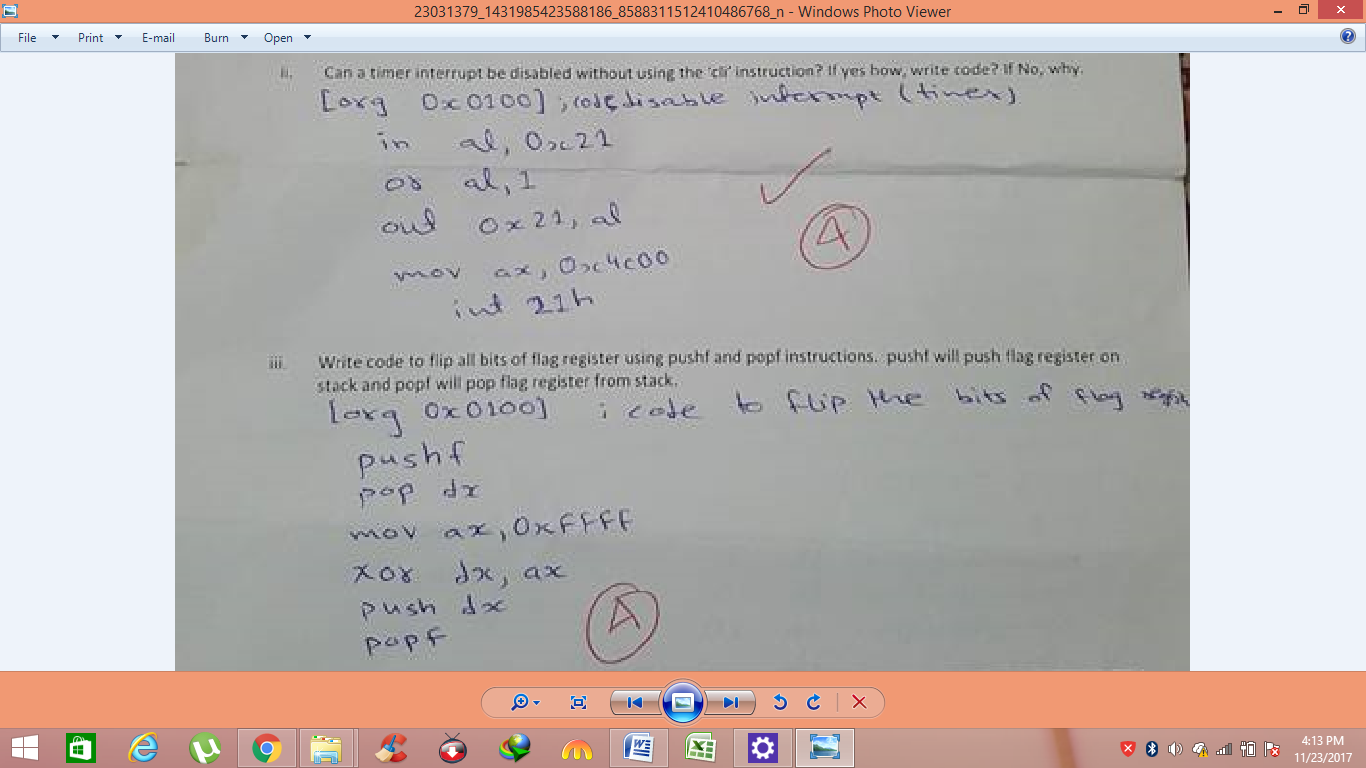 23031379_1431985423588186_8588311512410486768_n - Windows Photo Viewer
File Print E-mail Burn Open
ii. Can a timer interrupt be disabled without using the 'cli' instruction? If yes how, write code? If No, why.
[org 0x0100] ; code disable interrupt (timer)
in al, 0x21
or al, 1
out 0x21, al
mov ax, 0x4c00
int 21h
4
iii. Write code to flip all bits of flag register using pushf and popf instructions. pushf will push flag register on
stack and popf will pop flag register from stack.
[org 0x0100] ; code to flip the bits of flag
pushf
pop dx
mov ax, 0xFFFF
xor dx, ax
push dx
popf
4:13 PM
11/23/2017